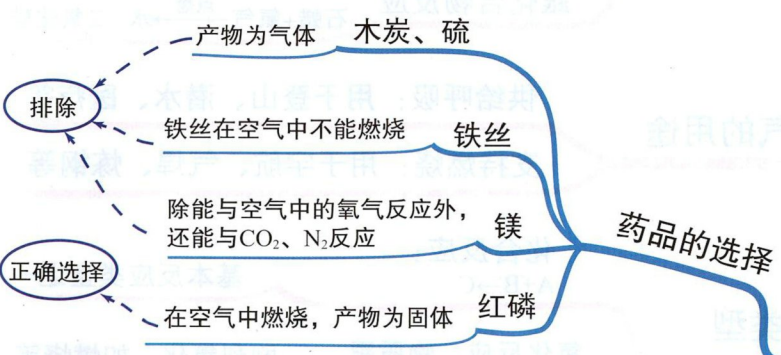 产物为气体 木炭、硫
排除
铁丝在空气中不能燃烧 铁丝
除能与空气中的氧气反应外，
还能与CO₂、N₂反应 镁
药品的选择
正确选择
在空气中燃烧，产物为固体 红磷